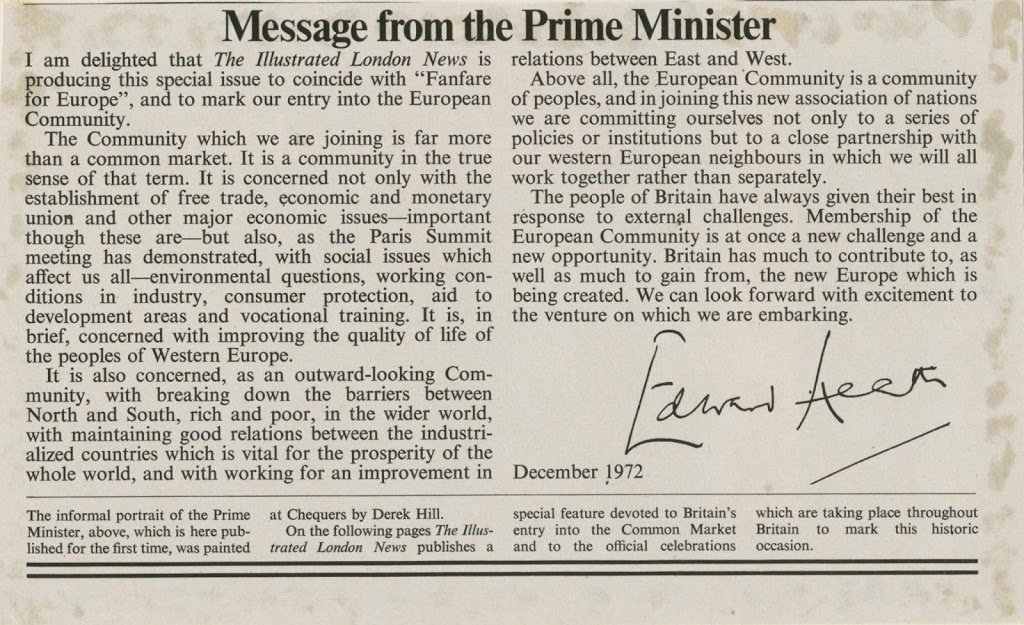 Message from the Prime Minister
I am delighted that The Illustrated London News is
producing this special issue to coincide with “Fanfare
for Europe”, and to mark our entry into the European
Community.
The Community which we are joining is far more
than a common market. It is a community in the true
sense of that term. It is concerned not only with the
establishment of free trade, economic and monetary
union and other major economic issues—important
though these are—but also, as the Paris Summit
meeting has demonstrated, with social issues which
affect us all—environmental questions, working con-
ditions in industry, consumer protection, aid to
development areas and vocational training. It is, in
brief, concerned with improving the quality of life of
the peoples of Western Europe.
It is also concerned, as an outward-looking Com-
munity, with breaking down the barriers between
North and South, rich and poor, in the wider world,
with maintaining good relations between the industri-
alized countries which is vital for the prosperity of the
whole world, and with working for an improvement in
relations between East and West.
Above all, the European Community is a community
of peoples, and in joining this new association of nations
we are committing ourselves not only to a series of
policies or institutions but to a close partnership with
our western European neighbours in which we will all
work together rather than separately.
The people of Britain have always given their best in
response to external challenges. Membership of the
European Community is at once a new challenge and a
new opportunity. Britain has much to contribute to, as
well as much to gain from, the new Europe which is
being created. We can look forward with excitement to
the venture on which we are embarking.
Edward Heath
December 1972
The informal portrait of the Prime
Minister, above, which is here pub-
lished for the first time, was painted
at Chequers by Derek Hill.
On the following pages The Illus-
trated London News publishes a
special feature devoted to Britain’s
entry into the Common Market
and to the official celebrations
which are taking place throughout
Britain to mark this historic
occasion.